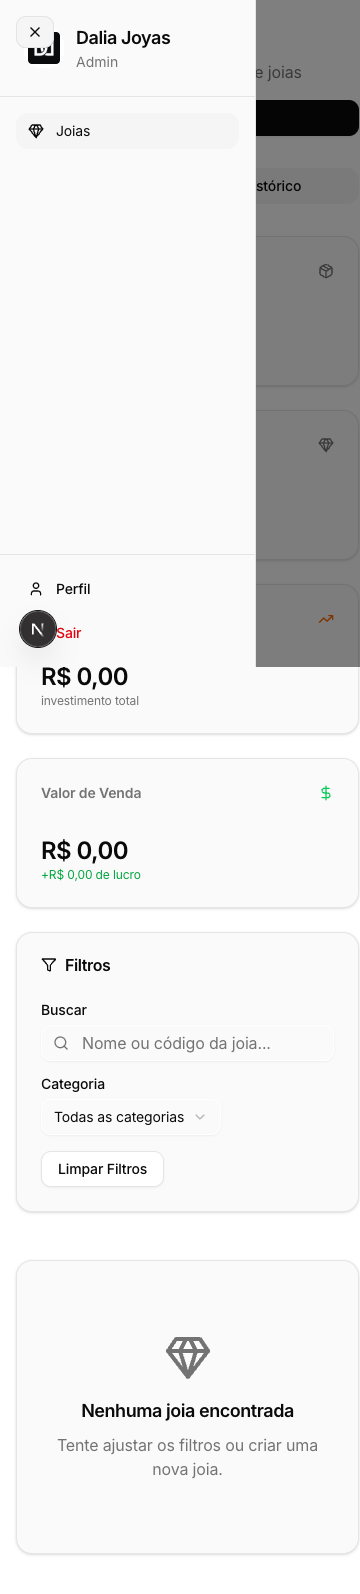 Dalia Joyas
Admin
e joias
Joias
stórico
Perfil
Sair
N
R$ 0,00
investimento total
Valor de Venda
R$ 0,00
+R$ 0,00 de lucro
Filtros
Buscar
Nome ou código da joia...
Categoria
Todas as categorias
Limpar Filtros
Nenhuma joia encontrada
Tente ajustar os filtros ou criar uma
nova joia.